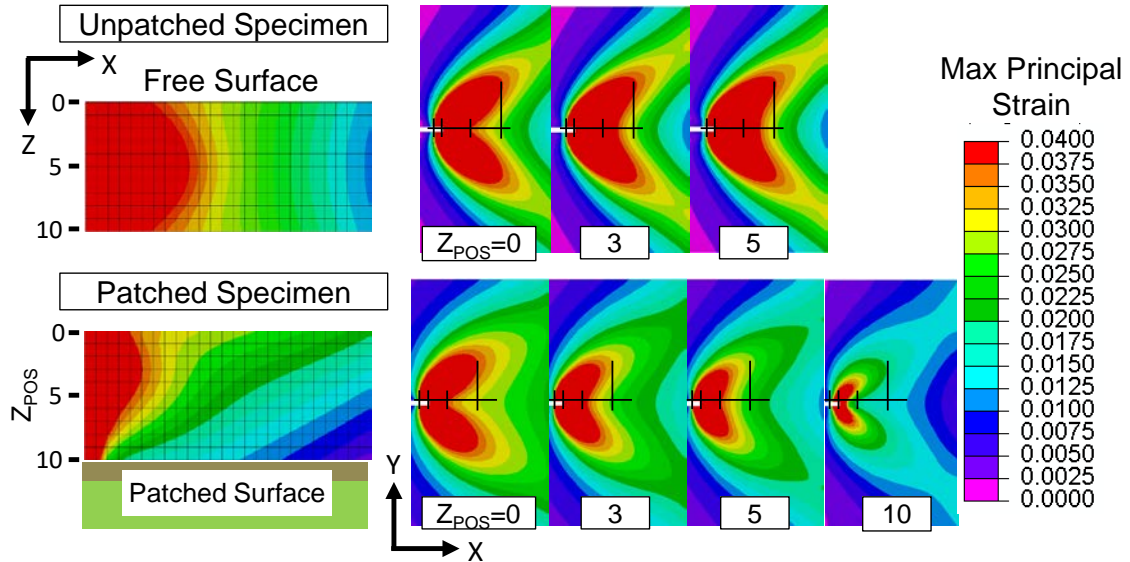 Unpatched Specimen
X
Free Surface
0
Z
5
10
Z_POS=0
3
5
Max Principal
Strain
0.0400
0.0375
0.0350
0.0325
0.0300
0.0275
0.0250
0.0225
0.0200
0.0175
0.0150
0.0125
0.0100
0.0075
0.0050
0.0025
0.0000
Patched Specimen
0
Z_POS
5
10
Patched Surface
Y
X
Z_POS=0
3
5
10